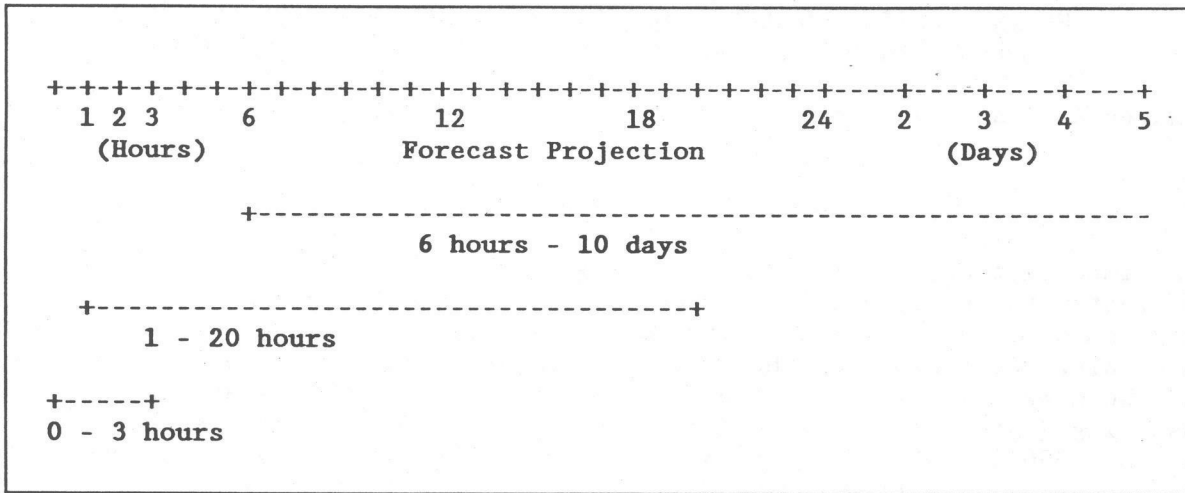 +-+-+-+-+-+-+-+-+-+-+-+-+-+-+-+-+-+-+-+-+-+-+-+-+----+----+----+----+
1 2 3 6 12 18 24 2 3 4 5
(Hours) Forecast Projection (Days)
+--------------------------------------------------------
6 hours - 10 days
+-------------------------------------+
1 - 20 hours
+-----+
0 - 3 hours